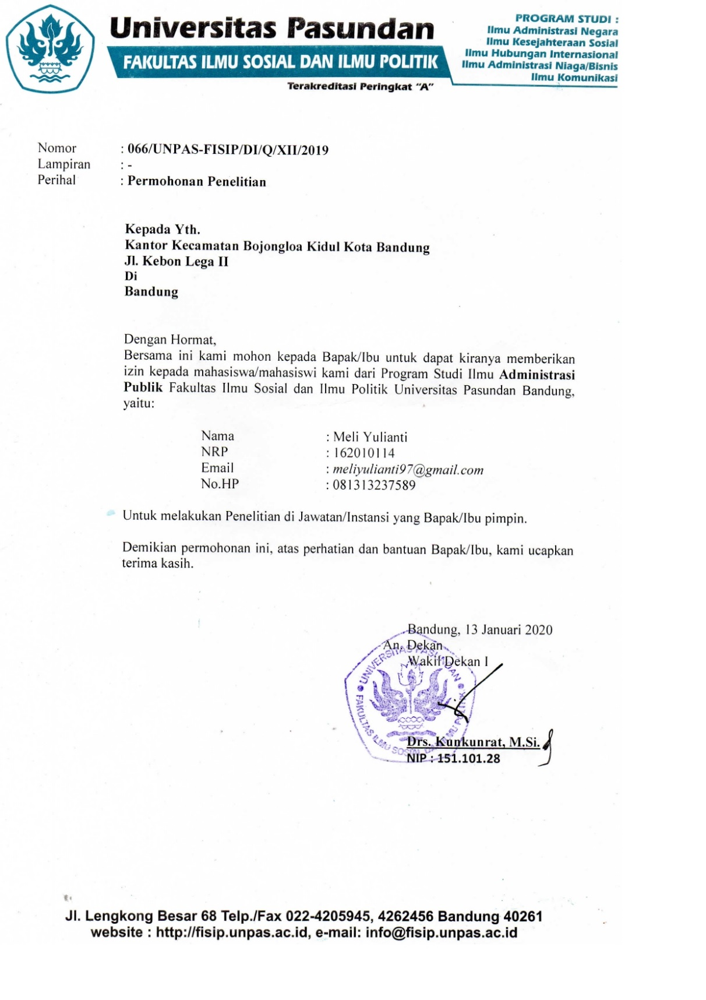 Universitas Pasundan
FAKULTAS ILMU SOSIAL DAN ILMU POLITIK
Terakreditasi Peringkat "A"
PROGRAM STUDI :
Ilmu Administrasi Negara
Ilmu Kesejahteraan Sosial
Ilmu Hubungan Internasional
Ilmu Administrasi Niaga/Bisnis
Ilmu Komunikasi
Nomor : 066/UNPAS-FISIP/DI/Q/XII/2019
Lampiran : -
Perihal : Permohonan Penelitian
Kepada Yth.
Kantor Kecamatan Bojongloa Kidul Kota Bandung
Jl. Kebon Lega II
Di
Bandung
Dengan Hormat,
Bersama ini kami mohon kepada Bapak/Ibu untuk dapat kiranya memberikan
izin kepada mahasiswa/mahasiswi kami dari Program Studi Ilmu Administrasi
Publik Fakultas Ilmu Sosial dan Ilmu Politik Universitas Pasundan Bandung,
yaitu:
Nama : Meli Yulianti
NRP : 162010114
Email : meliyulianti97@gmail.com
No.HP : 081313237589
Untuk melakukan Penelitian di Jawatan/Instansi yang Bapak/Ibu pimpin.
Demikian permohonan ini, atas perhatian dan bantuan Bapak/Ibu, kami ucapkan
terima kasih.
Bandung, 13 Januari 2020
An. Dekan
Wakil Dekan I
UNIVERSITAS PASUNDAN
FAKULTAS ILMU SOSIAL DAN ILMU POLITIK
Drs. Kunkunrat, M.Si.
NIP : 151.101.28
Jl. Lengkong Besar 68 Telp./Fax 022-4205945, 4262456 Bandung 40261
website : http://fisip.unpas.ac.id, e-mail: info@fisip.unpas.ac.id